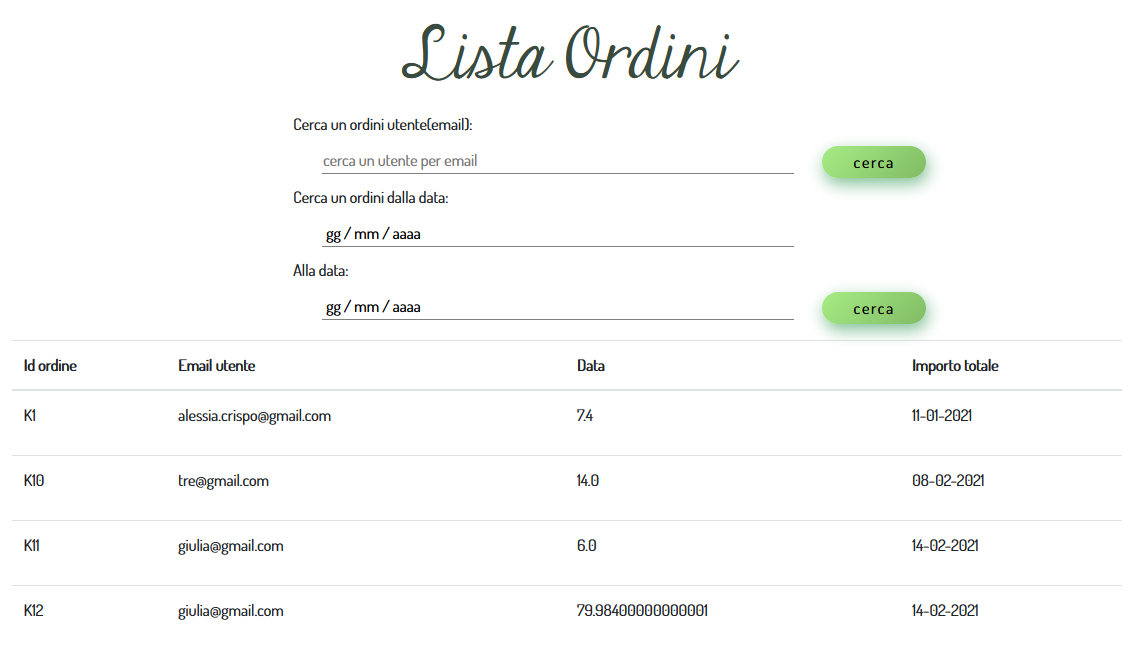 Lista Ordini
Cerca un ordini utente(email):
cerca un utente per email
cerca
Cerca un ordini dalla data:
gg / mm / aaaa
Alla data:
gg / mm / aaaa
cerca
Id ordine Email utente Data Importo totale
K1 alessia.crispo@gmail.com 7.4 11-01-2021
K10 tre@gmail.com 14.0 08-02-2021
K11 giulia@gmail.com 6.0 14-02-2021
K12 giulia@gmail.com 79.98400000000001 14-02-2021